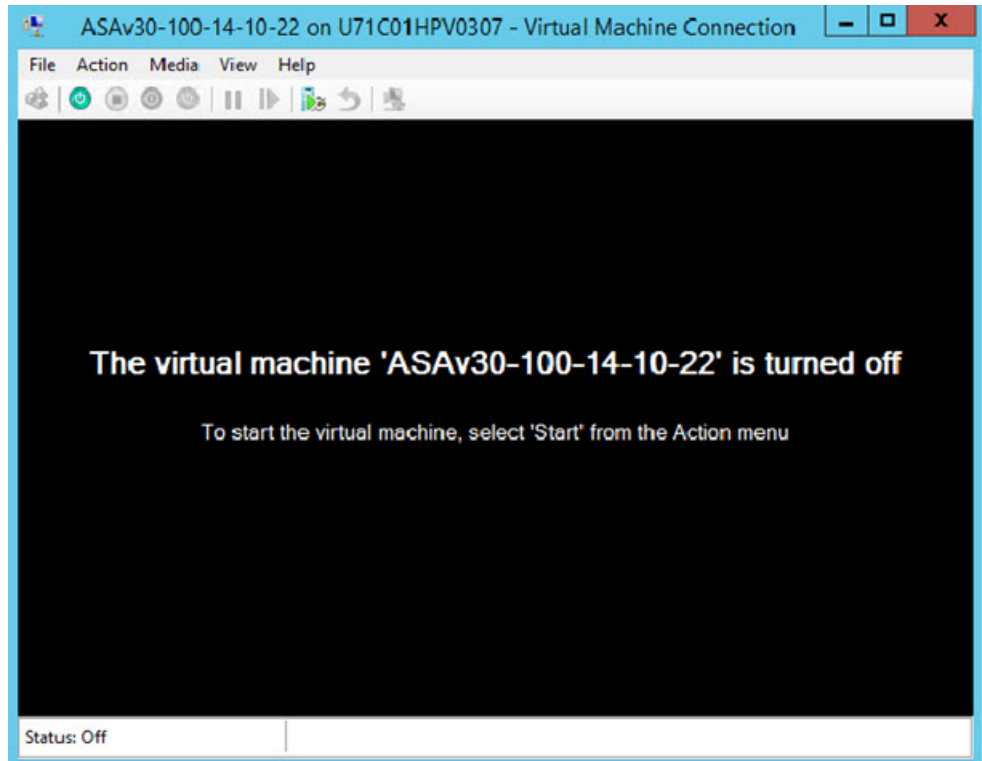 ASAv30-100-14-10-22 on U71C01HPV0307 - Virtual Machine Connection
File Action Media View Help
The virtual machine 'ASAv30-100-14-10-22' is turned off
To start the virtual machine, select 'Start' from the Action menu
Status: Off